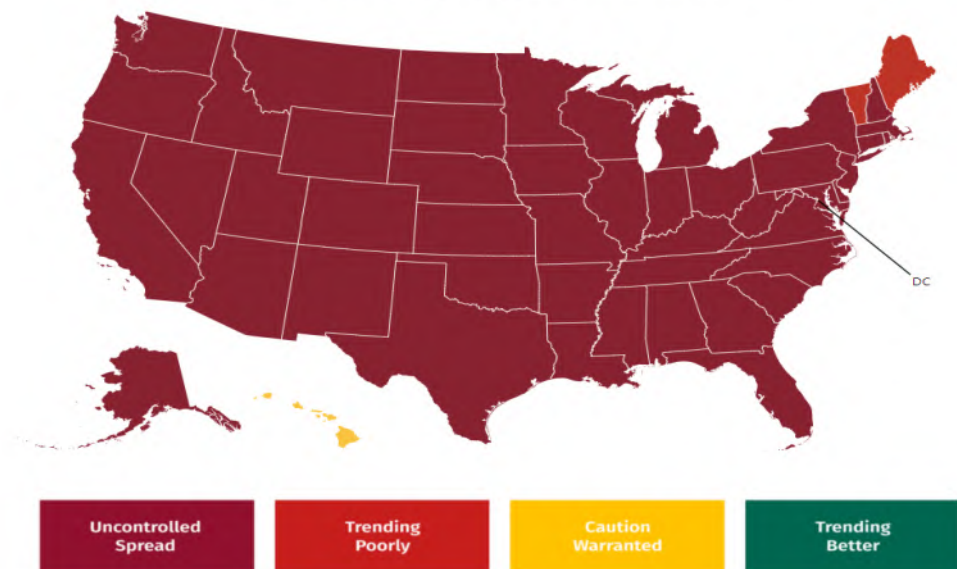 DC
Uncontrolled
Spread
Trending
Poorly
Caution
Warranted
Trending
Better